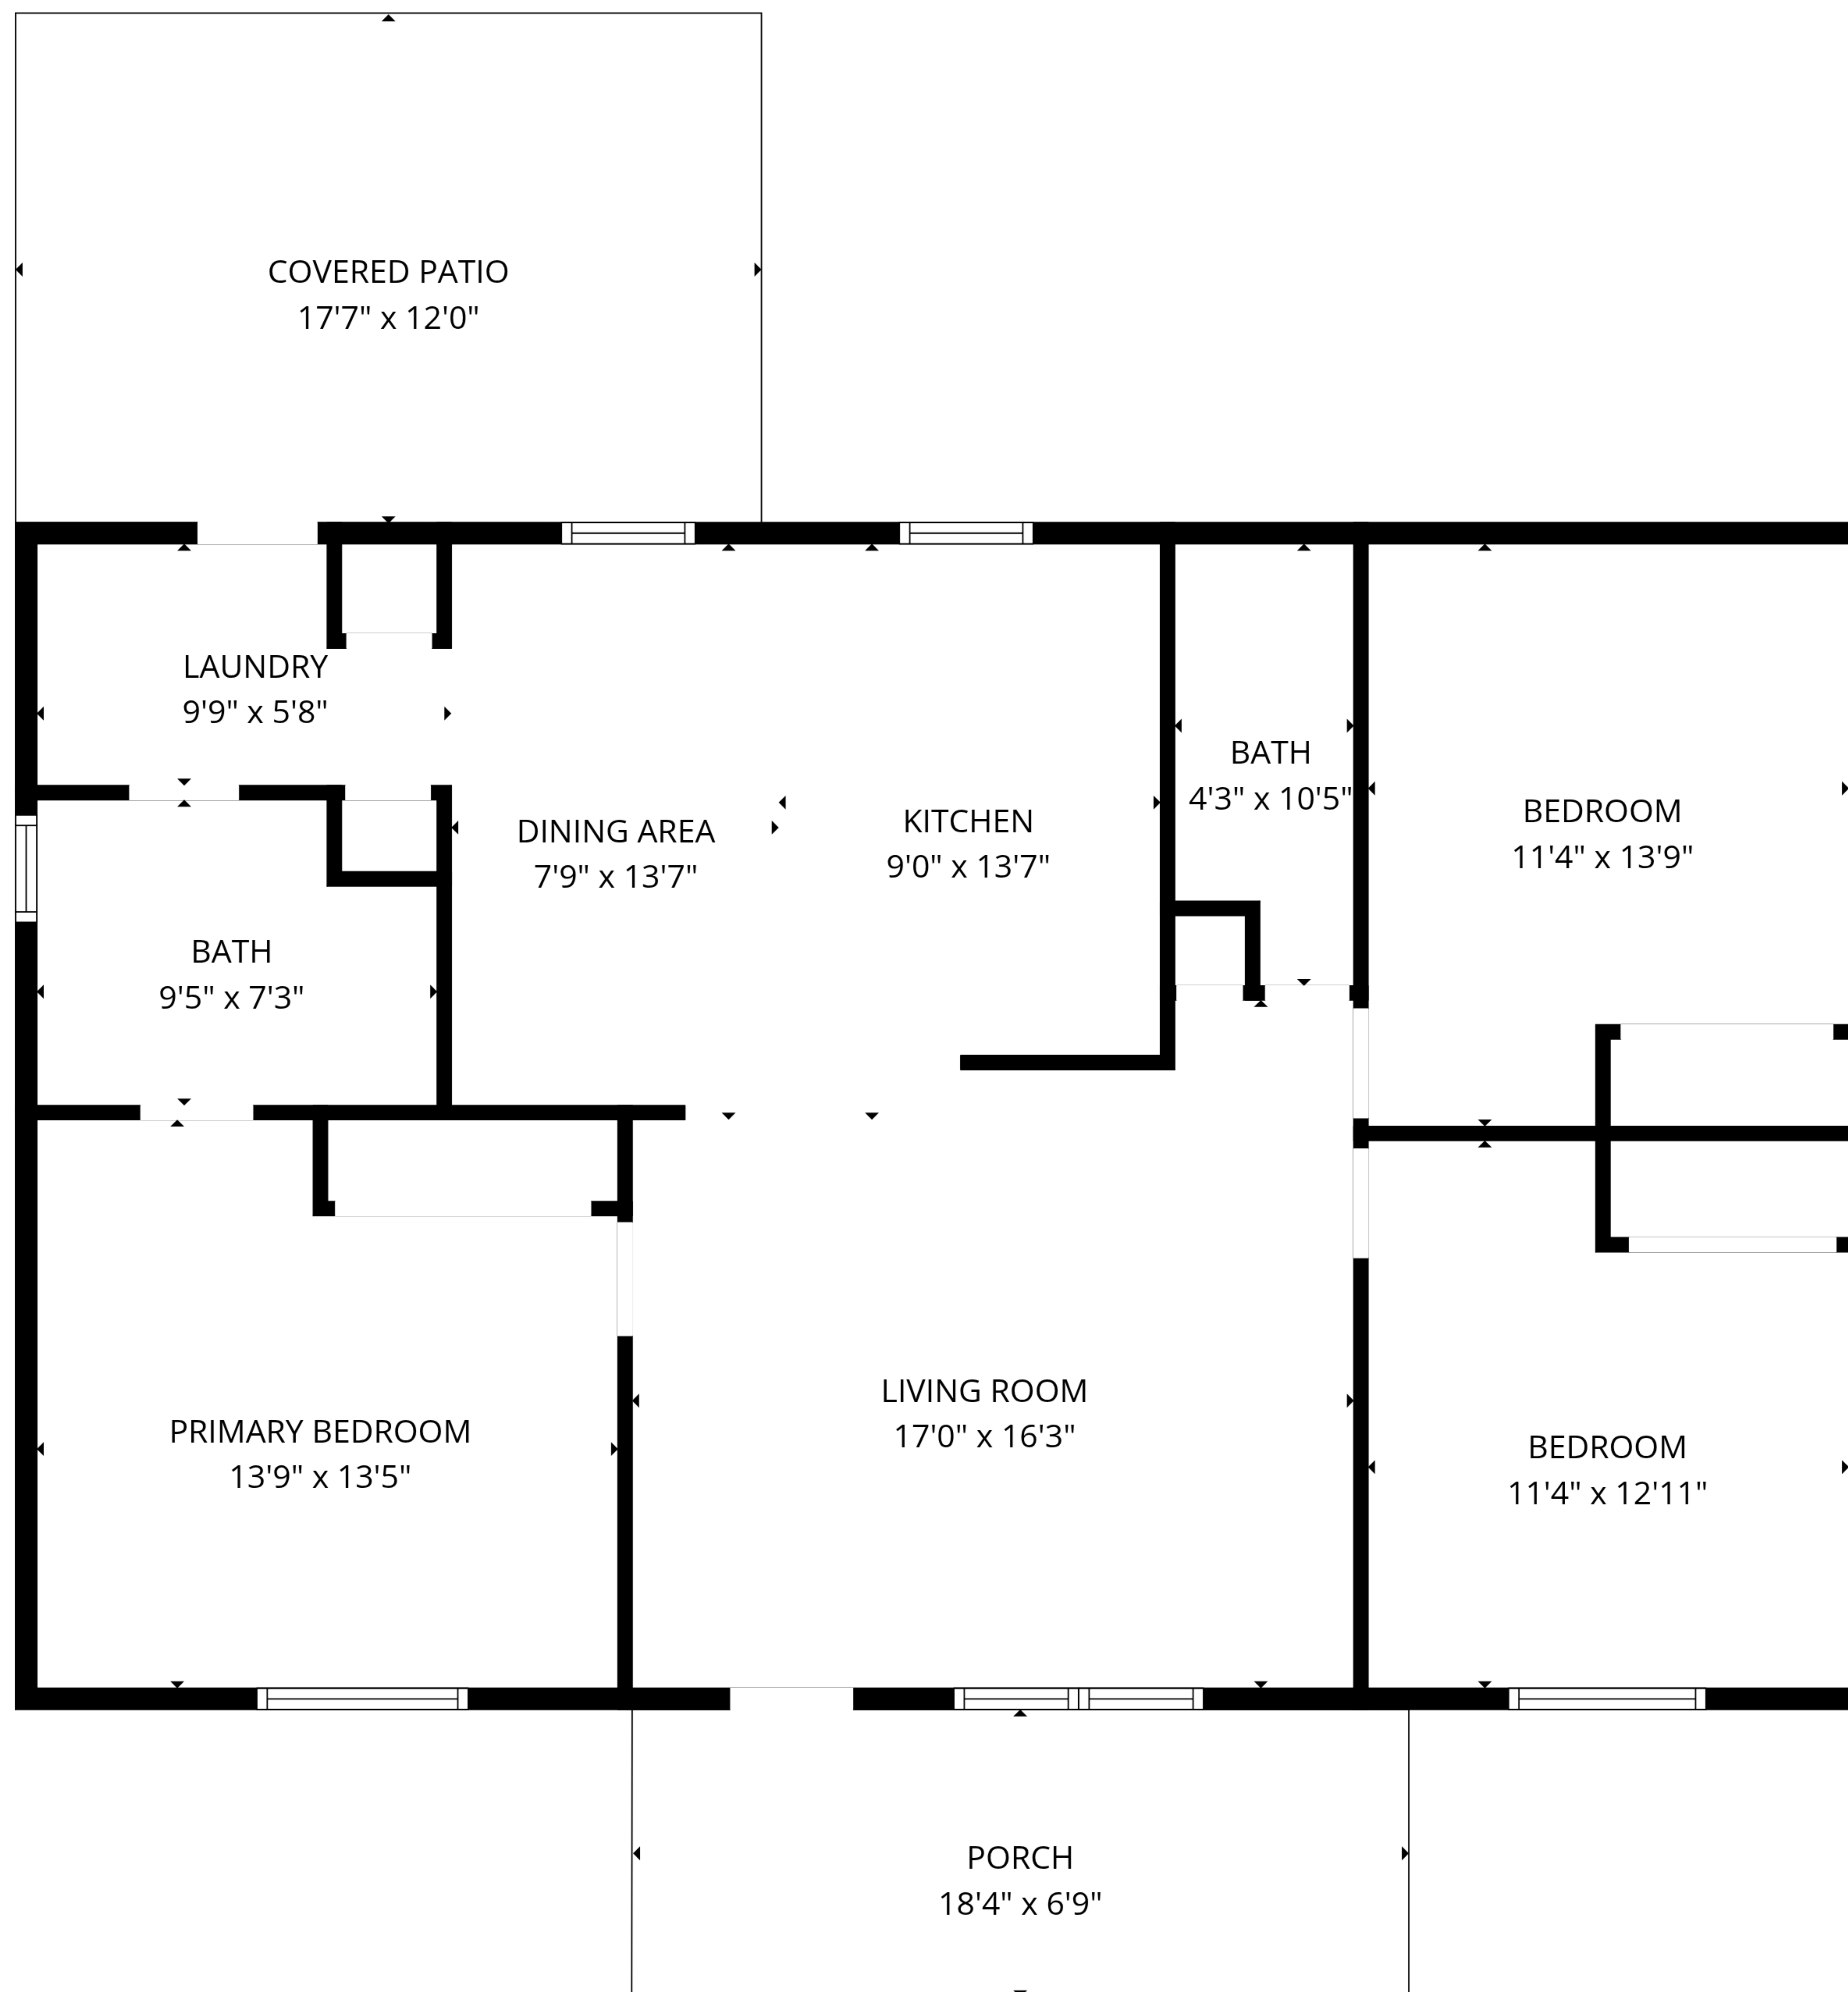 COVERED PATIO
17'7" x 12'0"
LAUNDRY
9'9" x 5'8"
BATH
4'3" x 10'5"
DINING AREA
7'9" x 13'7"
KITCHEN
9'0" x 13'7"
BEDROOM
11'4" x 13'9"
BATH
9'5" x 7'3"
PRIMARY BEDROOM
13'9" x 13'5"
LIVING ROOM
17'0" x 16'3"
BEDROOM
11'4" x 12'11"
PORCH
18'4" x 6'9"